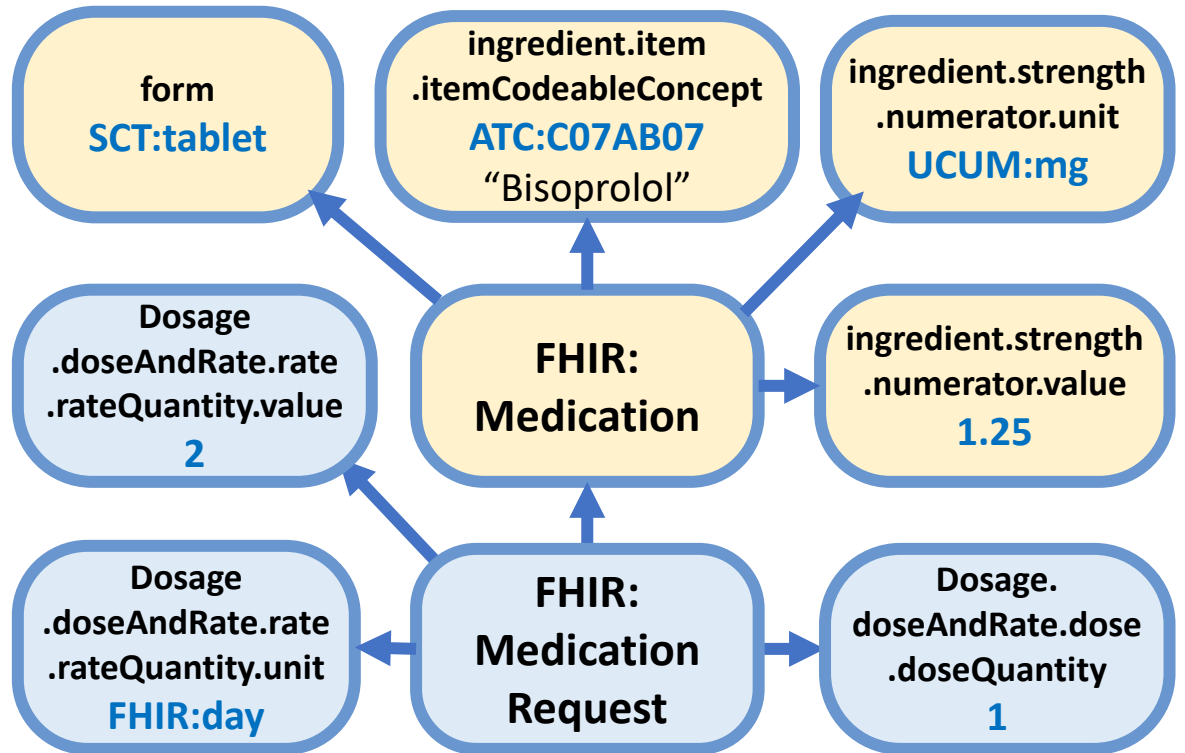 form
SCT:tablet
ingredient.item
.itemCodeableConcept
ATC:C07AB07
“Bisoprolol”
ingredient.strength
.numerator.unit
UCUM:mg
Dosage
.doseAndRate.rate
.rateQuantity.value
2
FHIR:
Medication
ingredient.strength
.numerator.value
1.25
Dosage
.doseAndRate.rate
.rateQuantity.unit
FHIR:day
FHIR:
Medication
Request
Dosage.
doseAndRate.dose
.doseQuantity
1